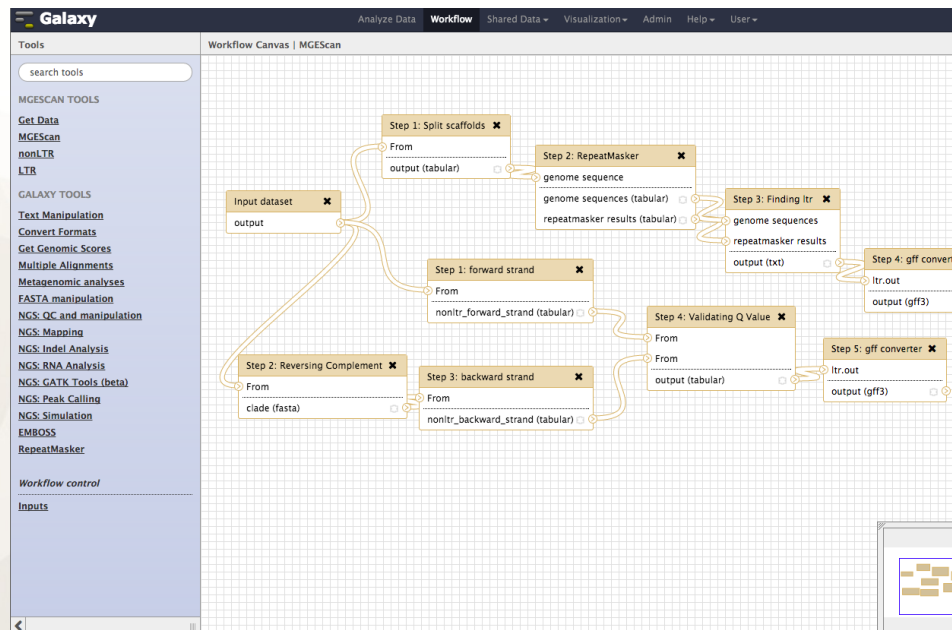 Galaxy
Analyze Data Workflow Shared Data Visualization Admin Help User
Tools
search tools
MGESCAN TOOLS
Get Data
MGEScan
nonLTR
LTR
GALAXY TOOLS
Text Manipulation
Convert Formats
Get Genomic Scores
Multiple Alignments
Metagenomic analyses
FASTA manipulation
NGS: QC and manipulation
NGS: Mapping
NGS: Indel Analysis
NGS: RNA Analysis
NGS: GATK Tools (beta)
NGS: Peak Calling
NGS: Simulation
EMBOSS
RepeatMasker
Workflow control
Inputs
Workflow Canvas | MGEScan
Input dataset
output
Step 1: Split scaffolds
From
output (tabular)
Step 2: RepeatMasker
genome sequence
genome sequences (tabular)
repeatmasker results (tabular)
Step 3: Finding ltr
genome sequences
repeatmasker results
output (txt)
Step 4: gff convert
ltr.out
output (gff3)
Step 1: forward strand
From
nonltr_forward_strand (tabular)
Step 2: Reversing Complement
From
clade (fasta)
Step 3: backward strand
From
nonltr_backward_strand (tabular)
Step 4: Validating Q Value
From
From
output (tabular)
Step 5: gff converter
ltr.out
output (gff3)